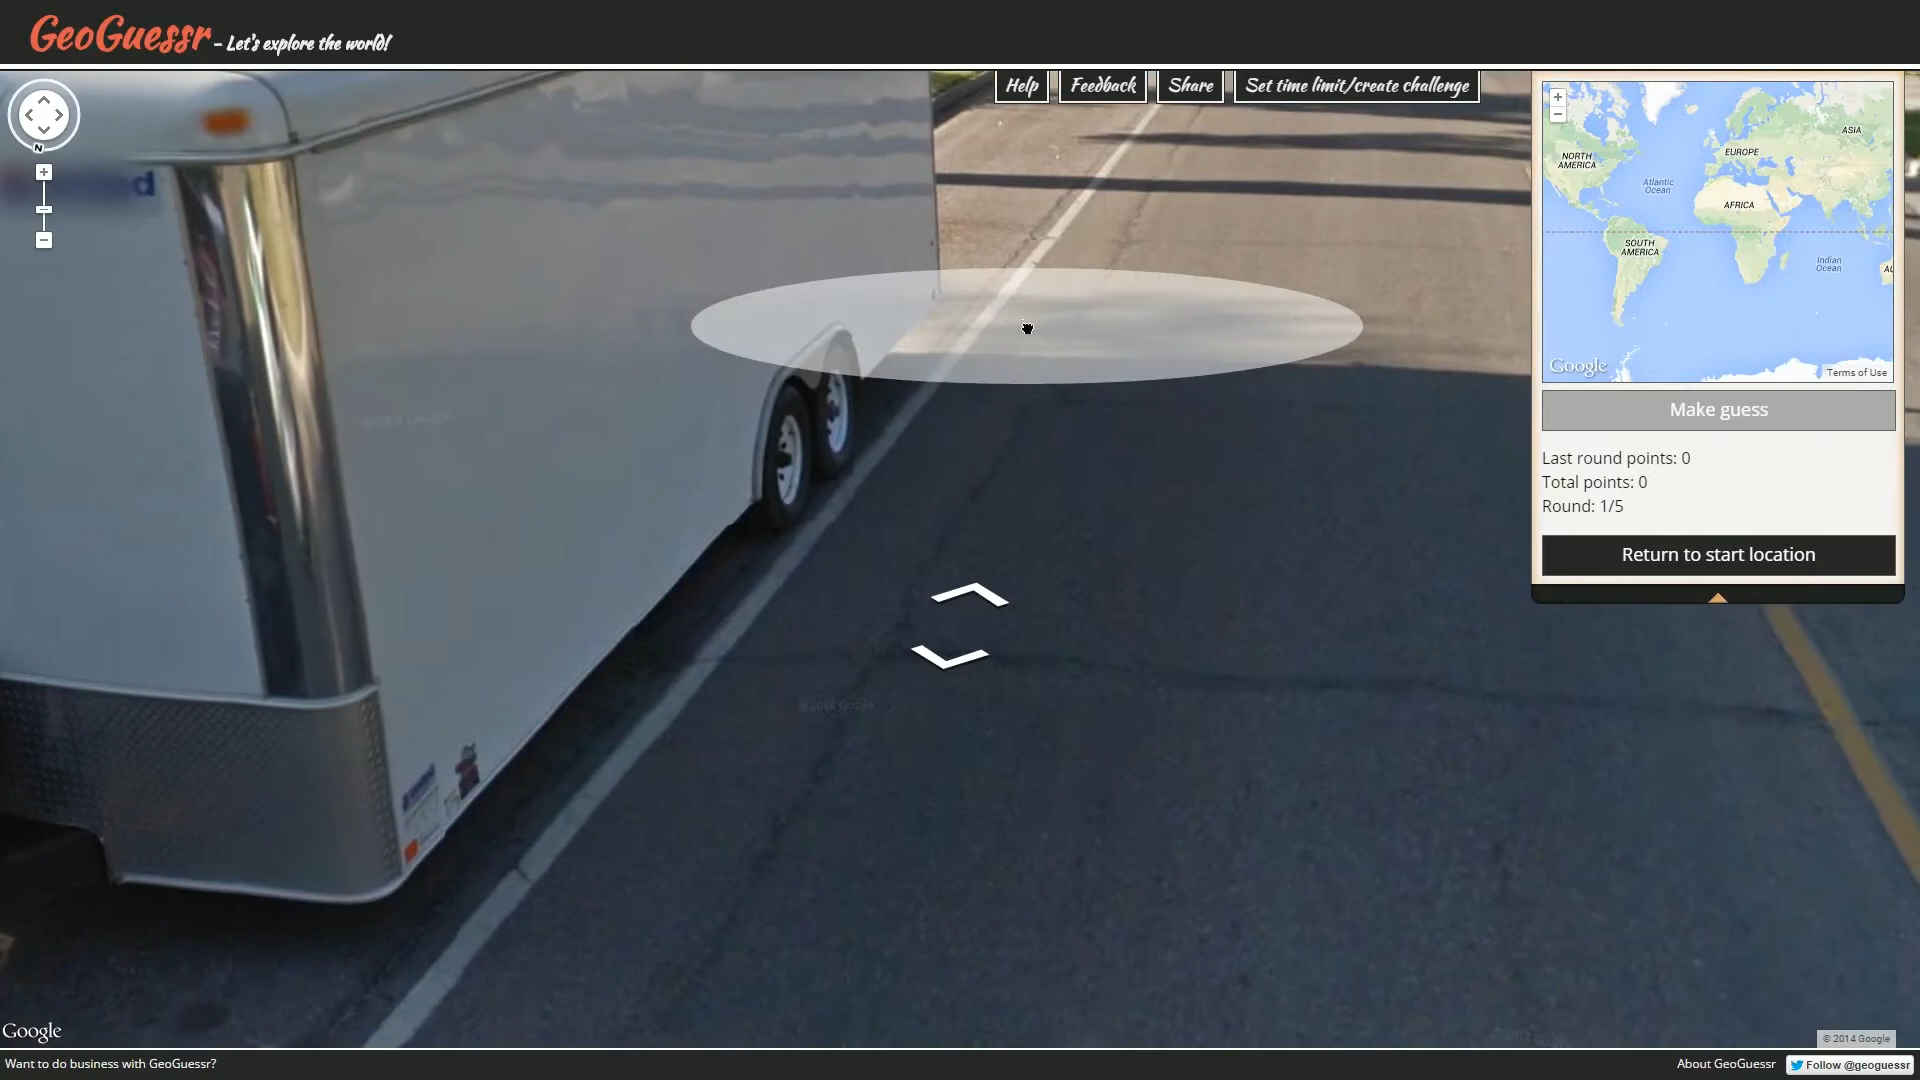 GeoGuessr - Let's explore the world!
Help
Feedback
Share
Set time limit/create challenge
N
+
−
d
+
−
NORTH AMERICA
Atlantic Ocean
EUROPE
ASIA
AFRICA
SOUTH AMERICA
Indian Ocean
AU
Google
Terms of Use
Make guess
Last round points: 0
Total points: 0
Round: 1/5
Return to start location
© 2014 Google
Google
© 2014 Google
Want to do business with GeoGuessr?
About GeoGuessr
Follow @geoguessr